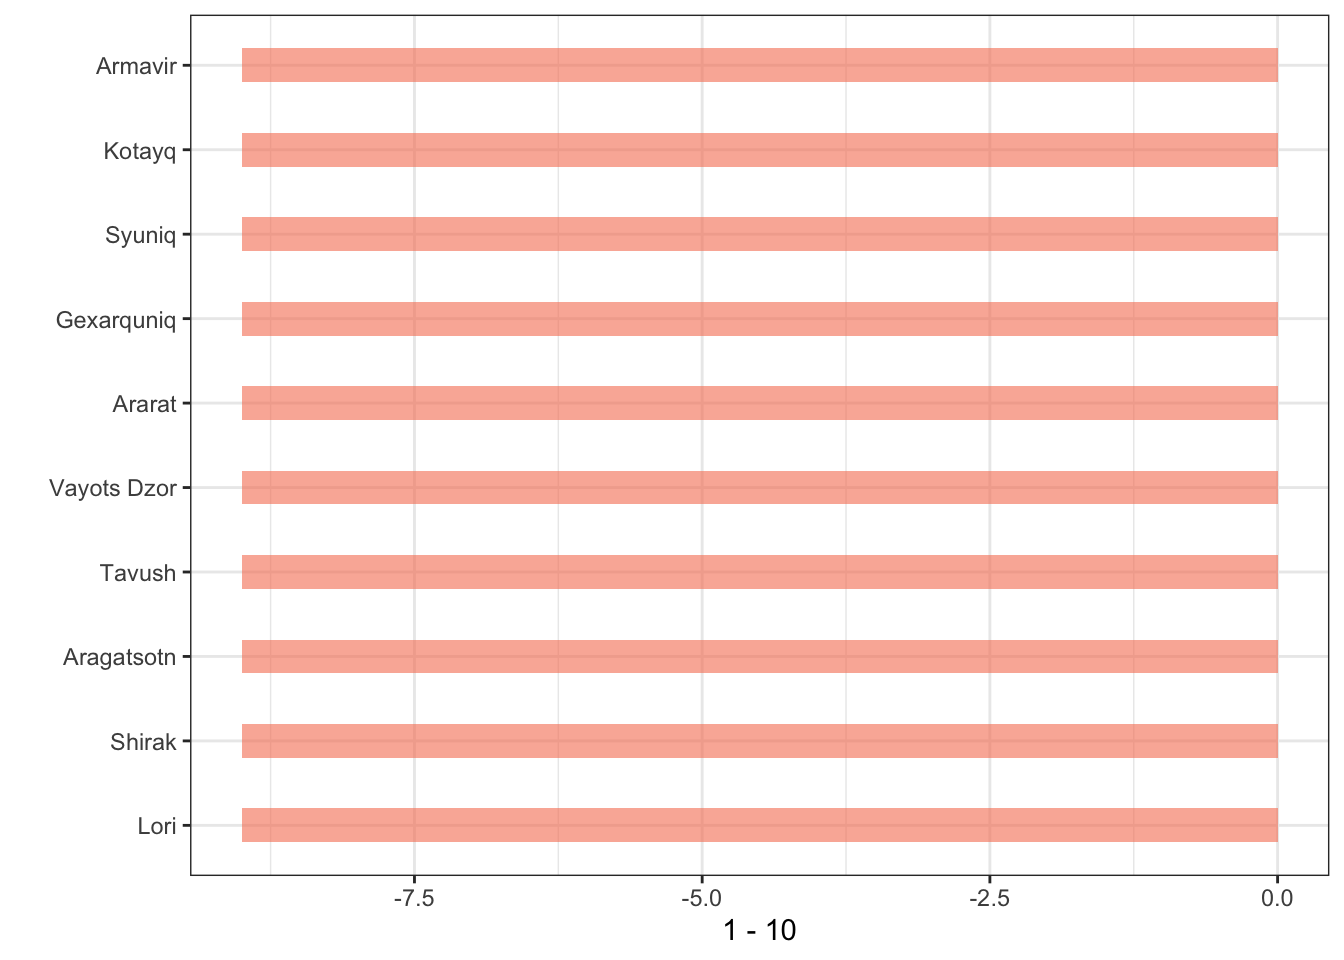 Armavir
Kotayq
Syuniq
Gexarquniq
Ararat
Vayots Dzor
Tavush
Aragatsotn
Shirak
Lori
-7.5 -5.0 -2.5 0.0
1 - 10